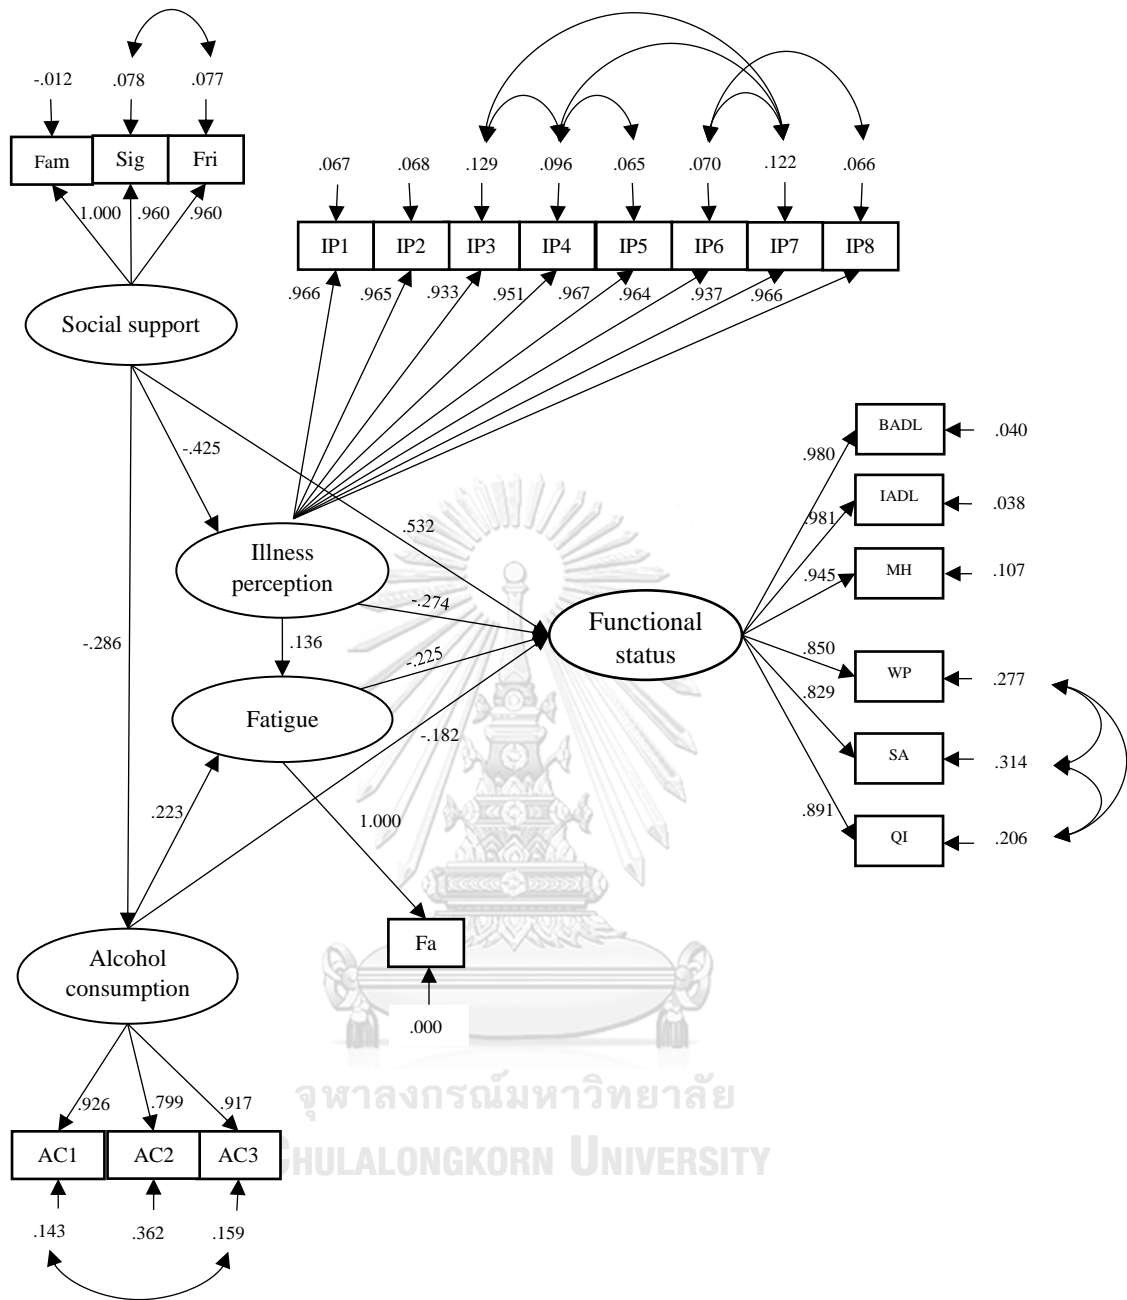 -.012
.078
.077
Fam
Sig
Fri
1.000
.960
.960
.067
.068
.129
.096
.065
.070
.122
.066
IP1
IP2
IP3
IP4
IP5
IP6
IP7
IP8
.966
.965
.933
.951
.967
.964
.937
.966
Social support
-.425
.532
Illness
perception
-.274
.136
-.225
-.286
Fatigue
-.182
.223
1.000
Functional
status
.980
.981
.945
.850
.829
.891
BADL
.040
IADL
.038
MH
.107
WP
.277
SA
.314
QI
.206
Fa
.000
Alcohol
consumption
.926
.799
.917
AC1
AC2
AC3
.143
.362
.159
จุฬาลงกรณ์มหาวิทยาลัย
CHULALONGKORN UNIVERSITY